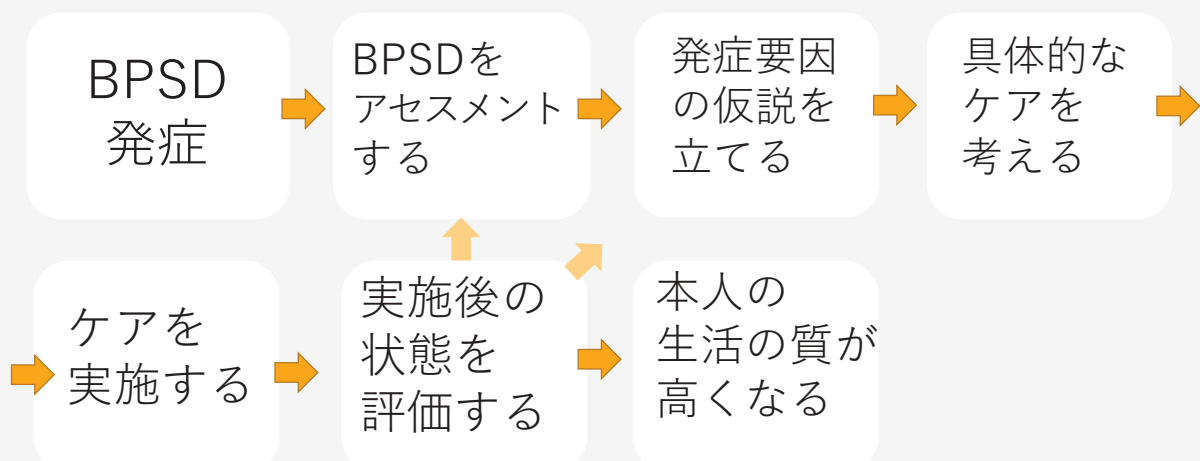 BPSD
発症
BPSDを
アセスメント
する
発症要因
の仮説を
立てる
具体的な
ケアを
考える
ケアを
実施する
実施後の
状態を
評価する
本人の
生活の質が
高くなる